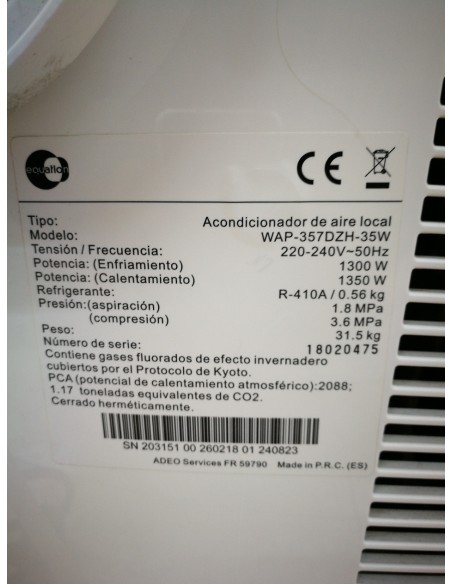 equation
CE
Tipo: Acondicionador de aire local
Modelo: WAP-357DZH-35W
Tensión / Frecuencia: 220-240V~50Hz
Potencia: (Enfriamiento) 1300 W
Potencia: (Calentamiento) 1350 W
Refrigerante: R-410A / 0.56 kg
Presión: (aspiración) 1.8 MPa
(compresión) 3.6 MPa
Peso: 31.5 kg
Número de serie: 18020475
Contiene gases fluorados de efecto invernadero
cubiertos por el Protocolo de Kyoto.
PCA (potencial de calentamiento atmosférico):2088;
1.17 toneladas equivalentes de CO2.
Cerrado herméticamente.
SN 203151 00 260218 01 240823
ADEO Services FR 59790 Made in P.R.C. (ES)